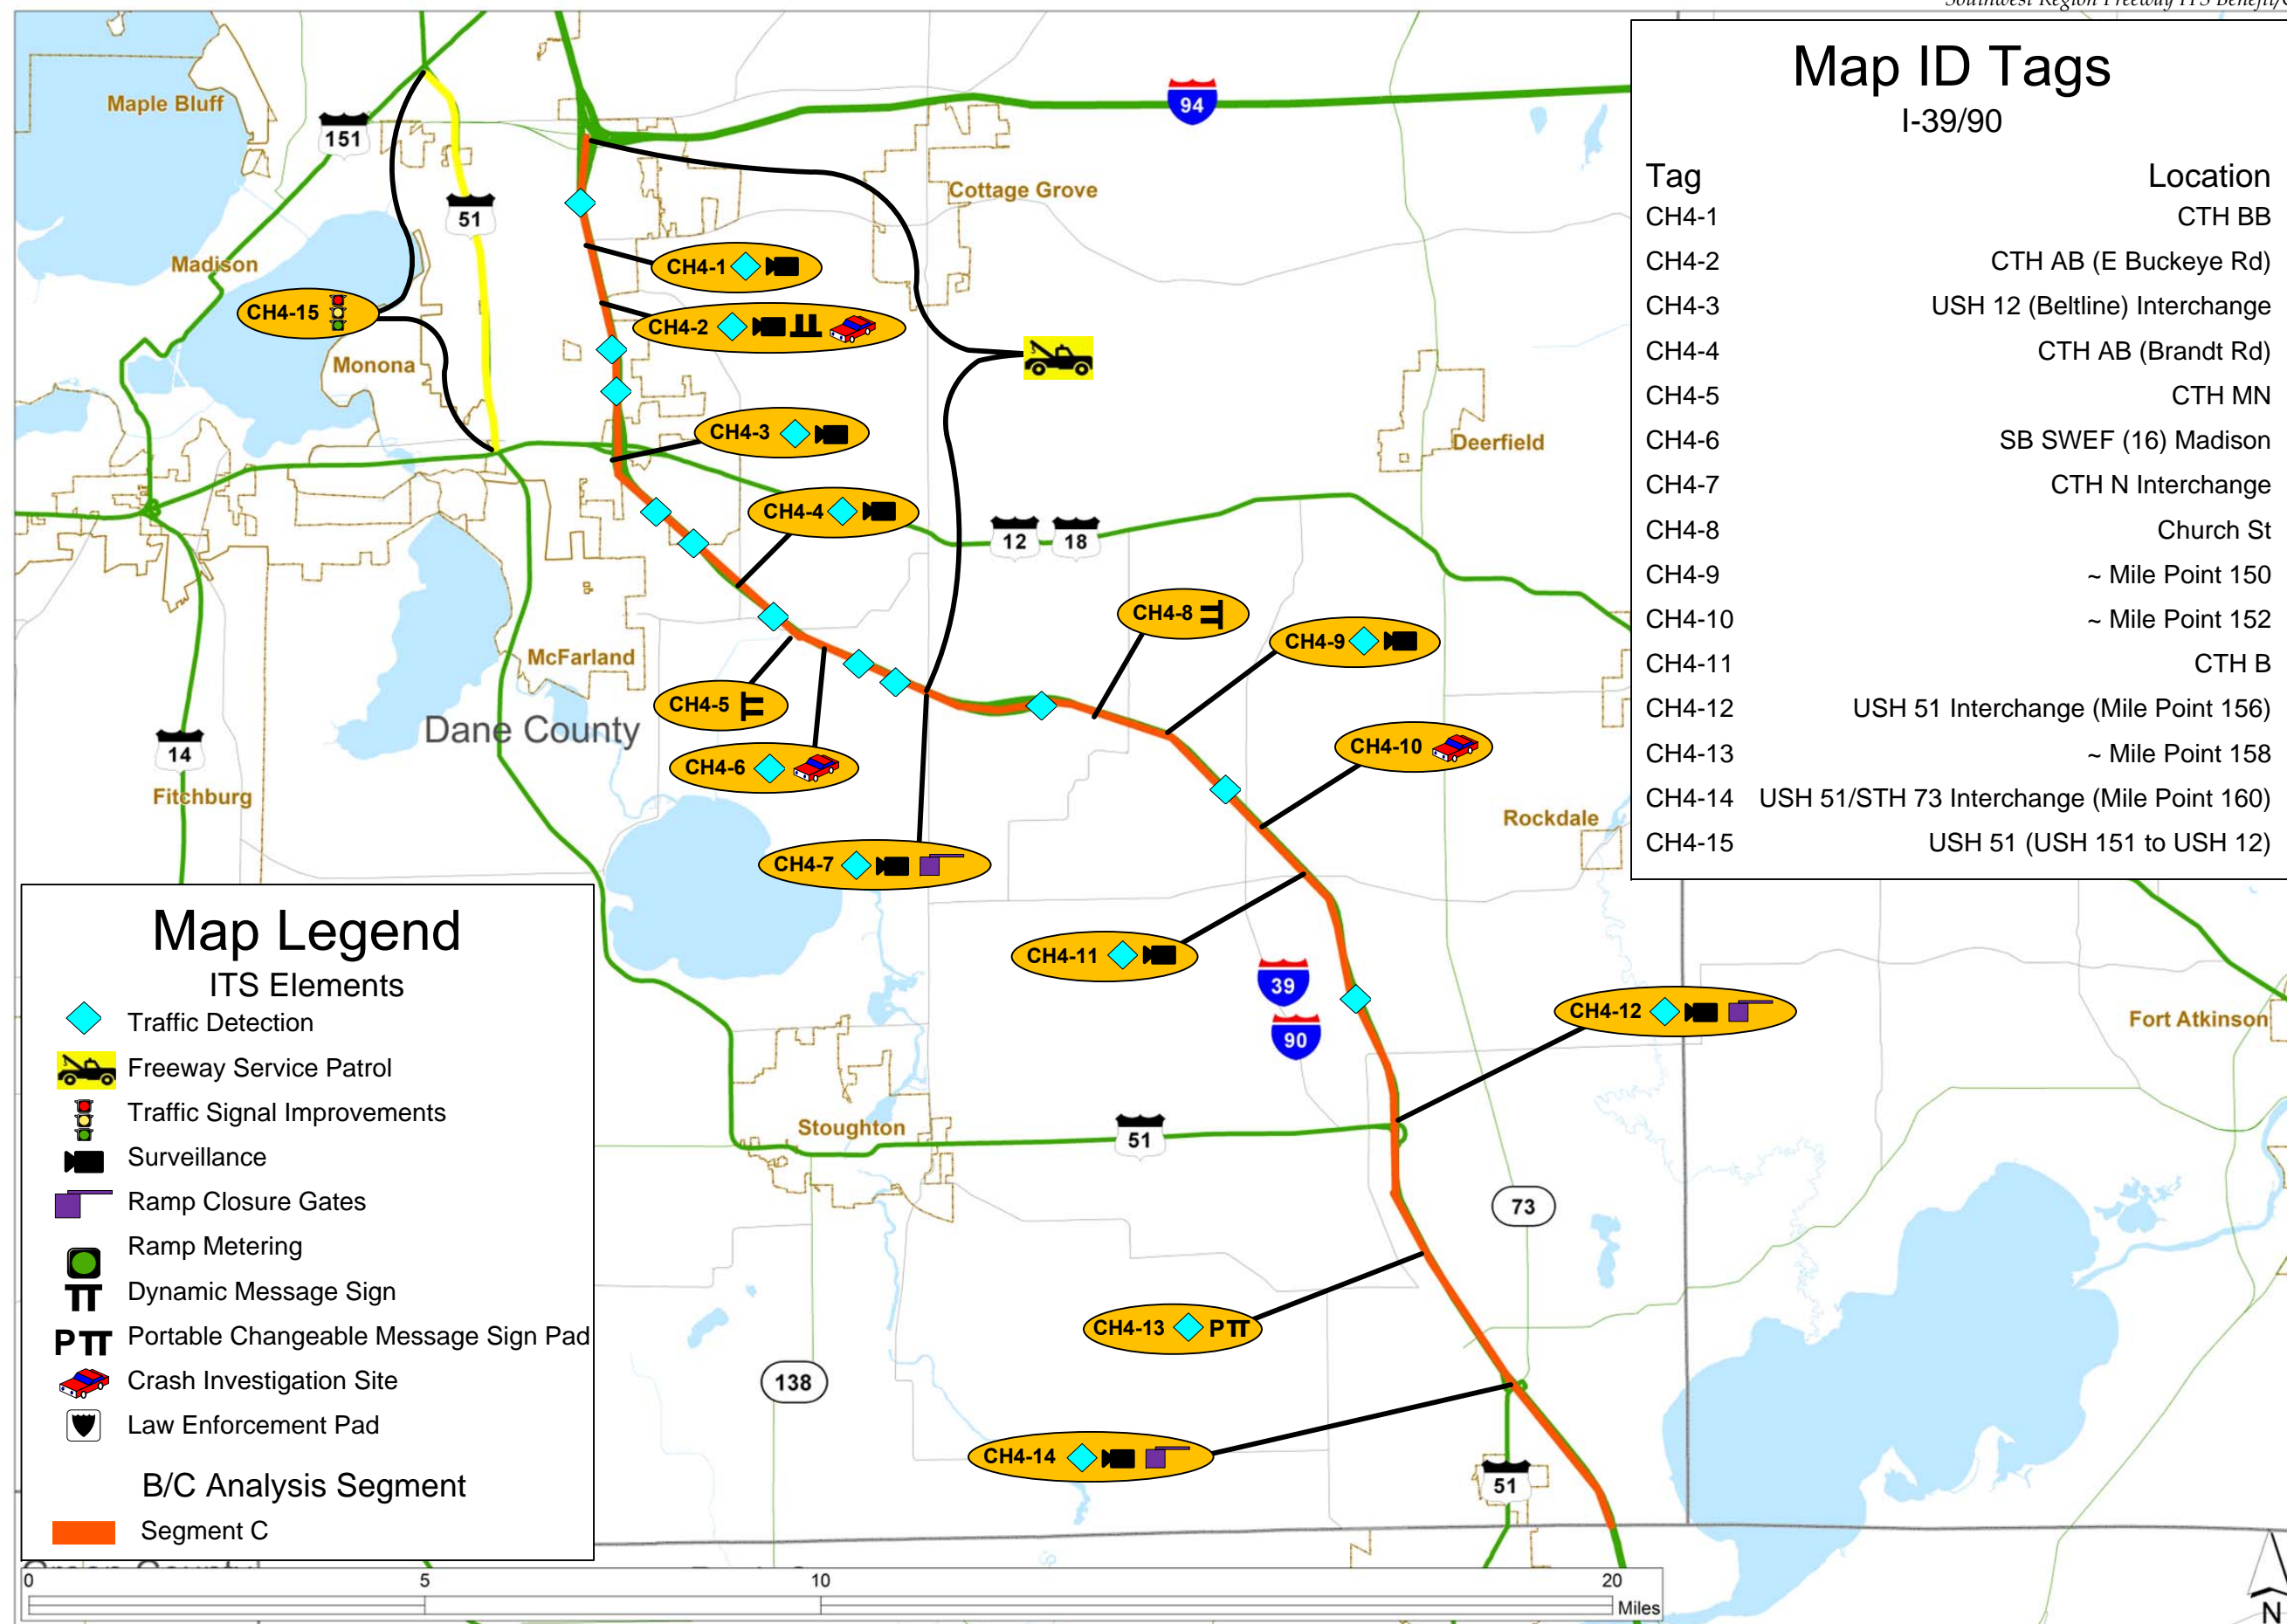 Southwest Region Freeway ITS Benefit/
Map ID Tags
I-39/90
Tag Location
CH4-1 CTH BB
CH4-2 CTH AB (E Buckeye Rd)
CH4-3 USH 12 (Beltline) Interchange
CH4-4 CTH AB (Brandt Rd)
CH4-5 CTH MN
CH4-6 SB SWEF (16) Madison
CH4-7 CTH N Interchange
CH4-8 Church St
CH4-9 ~ Mile Point 150
CH4-10 ~ Mile Point 152
CH4-11 CTH B
CH4-12 USH 51 Interchange (Mile Point 156)
CH4-13 ~ Mile Point 158
CH4-14 USH 51/STH 73 Interchange (Mile Point 160)
CH4-15 USH 51 (USH 151 to USH 12)
Maple Bluff
151
94
Cottage Grove
51
Madison
CH4-1
CH4-15
CH4-2
Monona
CH4-3
Deerfield
CH4-4
12
18
CH4-8
CH4-9
McFarland
CH4-5
Dane County
14
CH4-6
CH4-10
Fitchburg
Rockdale
CH4-7
CH4-11
39
90
CH4-12
Fort Atkinson
Stoughton
51
73
CH4-13 PTT
138
CH4-14
51
Map Legend
ITS Elements
Traffic Detection
Freeway Service Patrol
Traffic Signal Improvements
Surveillance
Ramp Closure Gates
Ramp Metering
Dynamic Message Sign
PTT Portable Changeable Message Sign Pad
Crash Investigation Site
Law Enforcement Pad
B/C Analysis Segment
Segment C
0 5 10 20
Miles
N